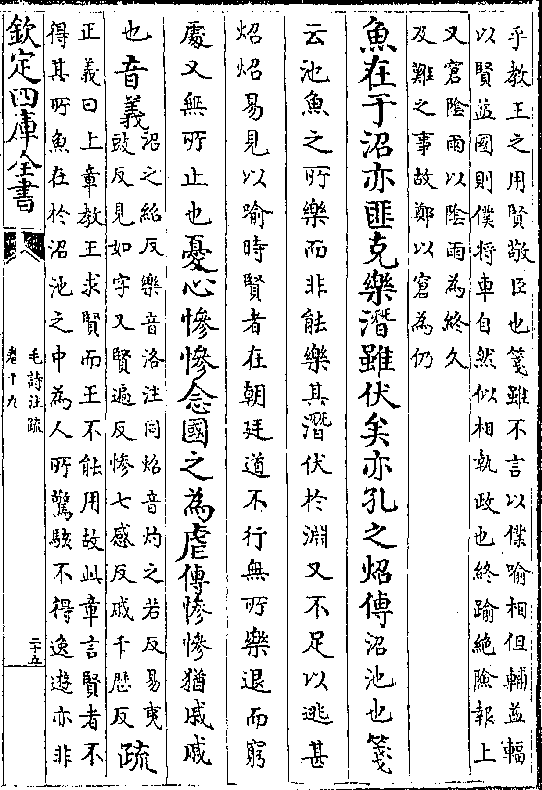 乎教王之用賢敬臣也箋雖不言以僕喻相但輔益輻
以賢益國則僕將車自然似相執政也終踰絶險報上
又窘陰雨以陰雨為終久
及難之事故鄭以窘為仍
魚在于沼亦匪克樂潛雖伏矣亦孔之炤傳沼池也箋
云池魚之所樂而非能樂其潛伏於淵又不足以逃甚
炤炤易見以喻時賢者在朝廷道不行無所樂退而窮
處又無所止也憂心慘慘念國之為虐傳慘慘猶戚戚
也音義沼之紹反樂音洛注同炤音灼之若反易夷
豉反見如字又賢遍反慘七感反戚千歴反疏
正義曰上章教王求賢而王不能用故此章言賢者不
得其所魚在於沼池之中為人所驚駭不得逸遊亦非
欽定四庫全書
毛詩注疏
卷十九
二十五